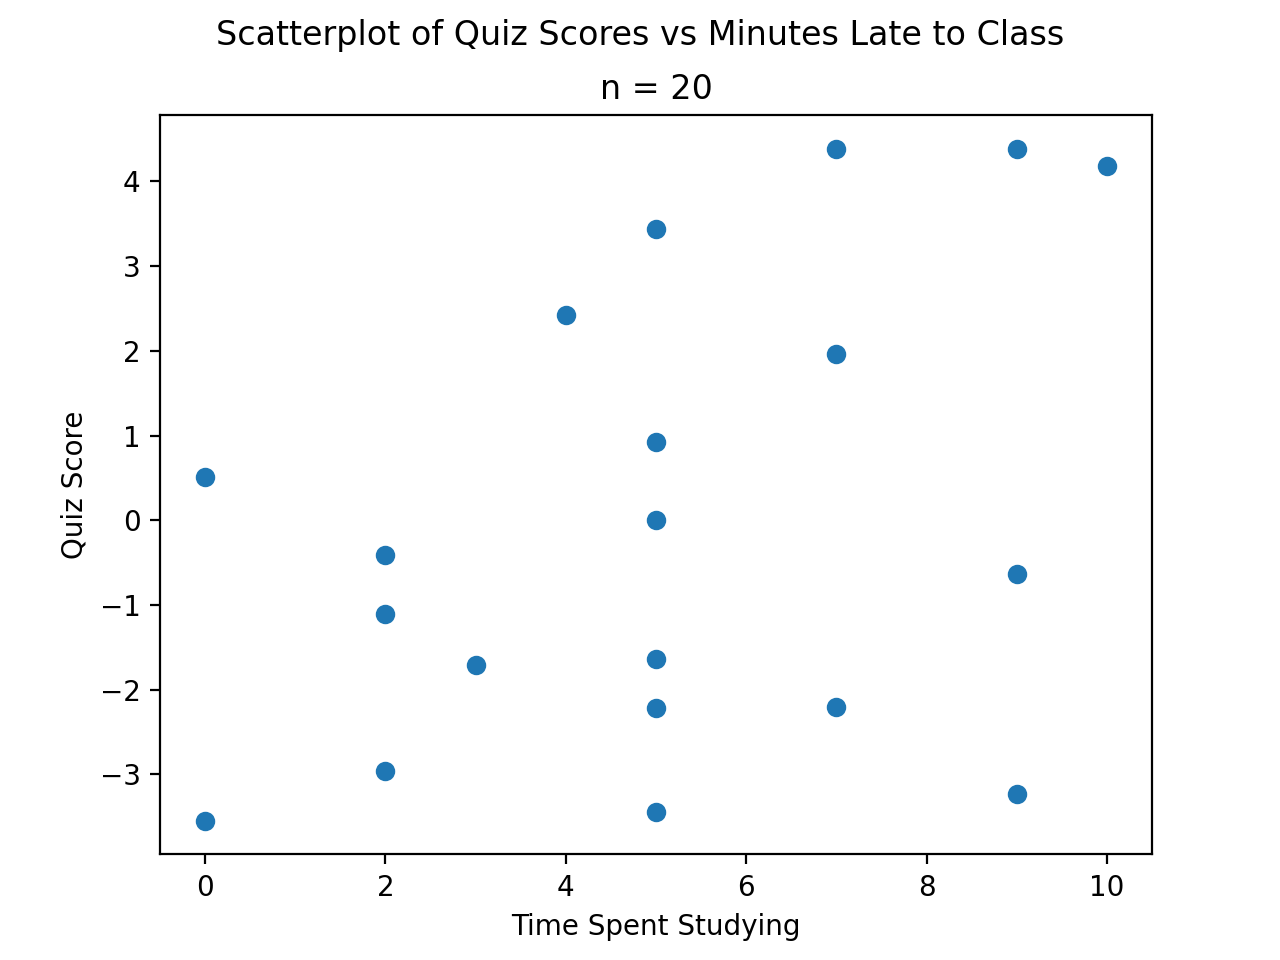 Scatterplot of Quiz Scores vs Minutes Late to Class
n = 20
4
3
2
1
0
−1
−2
−3
Quiz Score
0 2 4 6 8 10
Time Spent Studying